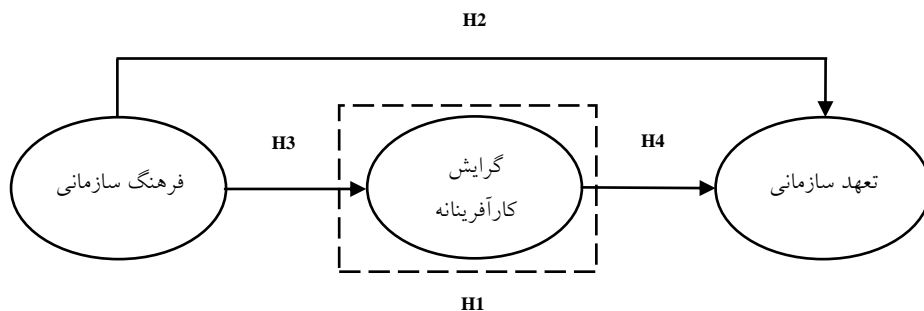 H2
H3
H4
فرهنگ سازمانی
گرایش
کارآفرینانه
تعهد سازمانی
H1